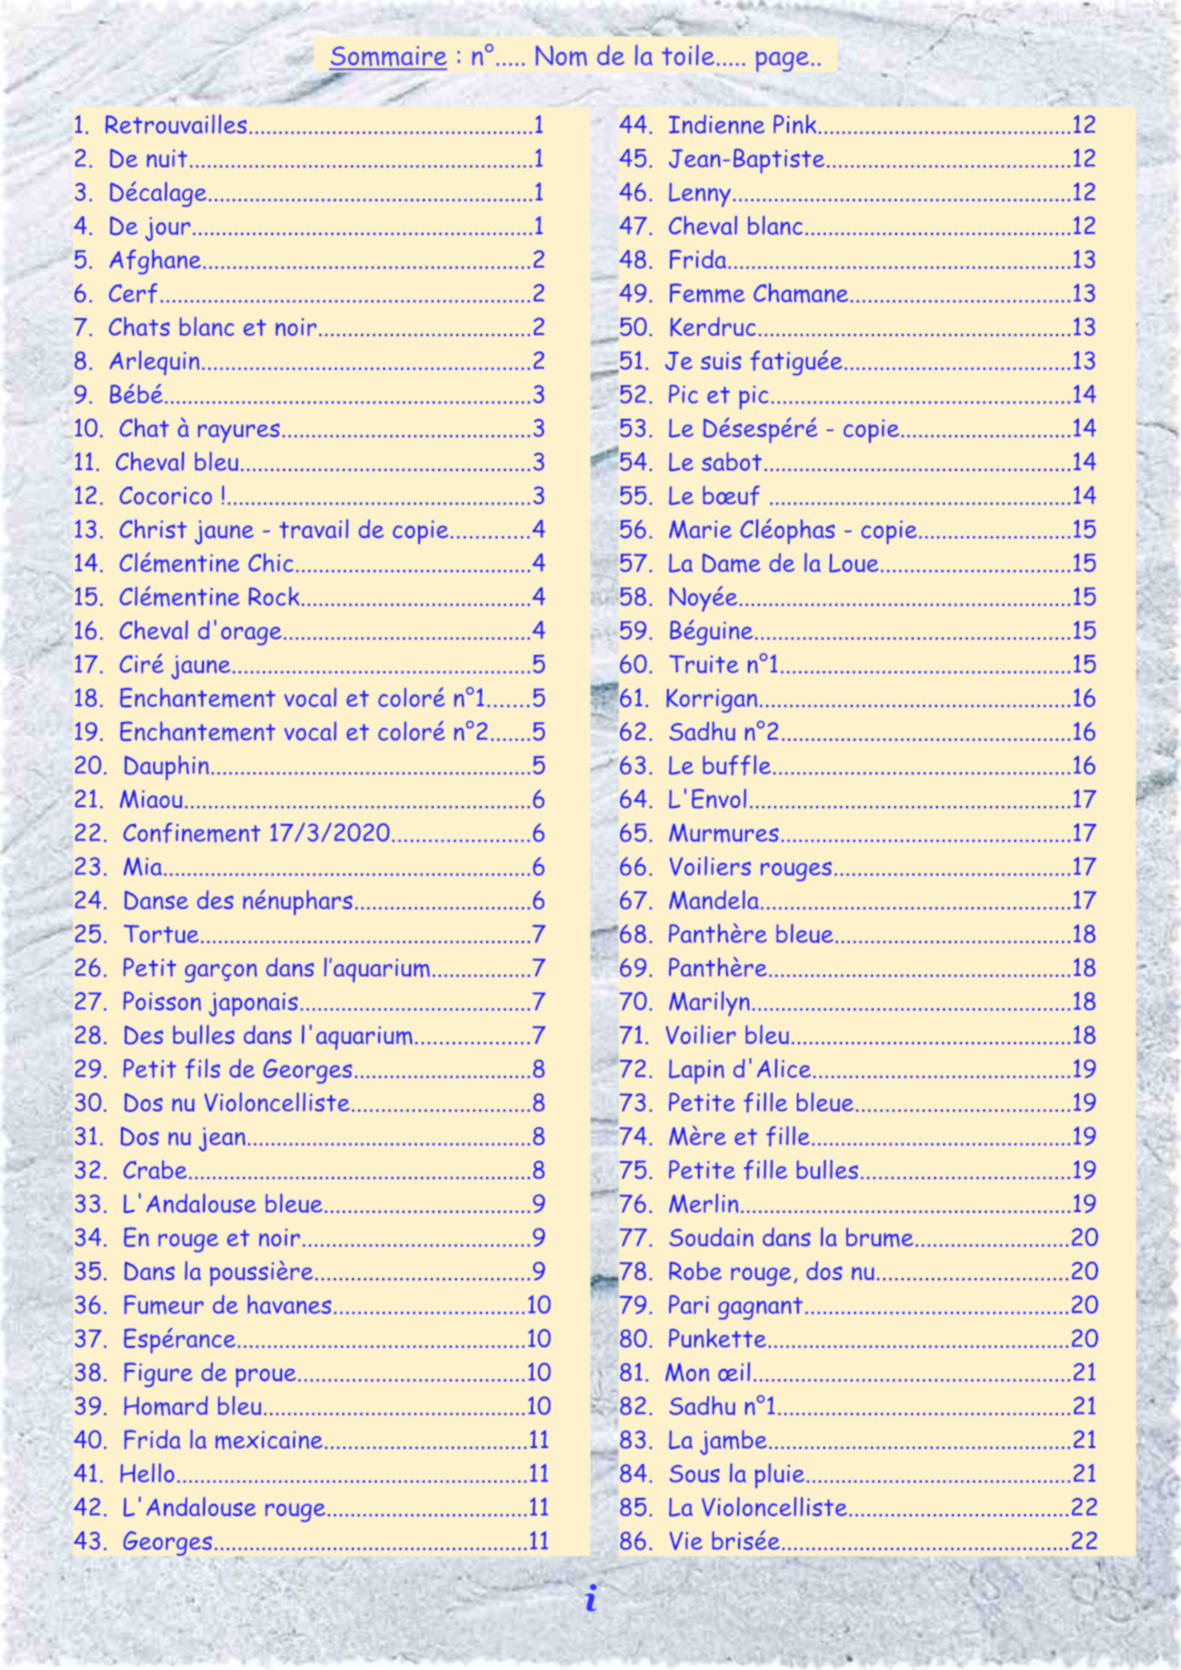 Sommaire : n°..... Nom de la toile..... page..
1. Retrouvailles................................................1
2. De nuit..........................................................1
3. Décalage.......................................................1
4. De jour.........................................................1
5. Afghane........................................................2
6. Cerf...............................................................2
7. Chats blanc et noir....................................2
8. Arlequin........................................................2
9. Bébé..............................................................3
10. Chat à rayures..........................................3
11. Cheval bleu.................................................3
12. Cocorico !...................................................3
13. Christ jaune - travail de copie.............4
14. Clémentine Chic........................................4
15. Clémentine Rock.......................................4
16. Cheval d'orage..........................................4
17. Ciré jaune...................................................5
18. Enchantement vocal et coloré n°1.......5
19. Enchantement vocal et coloré n°2.......5
20. Dauphin......................................................5
21. Miaou...........................................................6
22. Confinement 17/3/2020........................6
23. Mia..............................................................6
24. Danse des nénuphars..............................6
25. Tortue........................................................7
26. Petit garçon dans l’aquarium.................7
27. Poisson japonais.......................................7
28. Des bulles dans l'aquarium....................7
29. Petit fils de Georges..............................8
30. Dos nu Violoncelliste...............................8
31. Dos nu jean................................................8
32. Crabe..........................................................8
33. L'Andalouse bleue...................................9
34. En rouge et noir.......................................9
35. Dans la poussière.....................................9
36. Fumeur de havanes.................................10
37. Espérance.................................................10
38. Figure de proue.......................................10
39. Homard bleu.............................................10
40. Frida la mexicaine...................................11
41. Hello...........................................................11
42. L'Andalouse rouge..................................11
43. Georges.....................................................11
44. Indienne Pink...........................................12
45. Jean-Baptiste..........................................12
46. Lenny.........................................................12
47. Cheval blanc.............................................12
48. Frida..........................................................13
49. Femme Chamane......................................13
50. Kerdruc.....................................................13
51. Je suis fatiguée.......................................13
52. Pic et pic...................................................14
53. Le Désespéré - copie.............................14
54. Le sabot....................................................14
55. Le bœuf ...................................................14
56. Marie Cléophas - copie..........................15
57. La Dame de la Loue.................................15
58. Noyée........................................................15
59. Béguine......................................................15
60. Truite n°1.................................................15
61. Korrigan.....................................................16
62. Sadhu n°2.................................................16
63. Le buffle...................................................16
64. L'Envol......................................................17
65. Murmures.................................................17
66. Voiliers rouges........................................17
67. Mandela.....................................................17
68. Panthère bleue........................................18
69. Panthère...................................................18
70. Marilyn......................................................18
71. Voilier bleu...............................................18
72. Lapin d'Alice............................................19
73. Petite fille bleue.....................................19
74. Mère et fille............................................19
75. Petite fille bulles....................................19
76. Merlin........................................................19
77. Soudain dans la brume..........................20
78. Robe rouge, dos nu.................................20
79. Pari gagnant.............................................20
80. Punkette...................................................20
81. Mon œil......................................................21
82. Sadhu n°1..................................................21
83. La jambe...................................................21
84. Sous la pluie.............................................21
85. La Violoncelliste......................................22
86. Vie brisée.................................................22
i